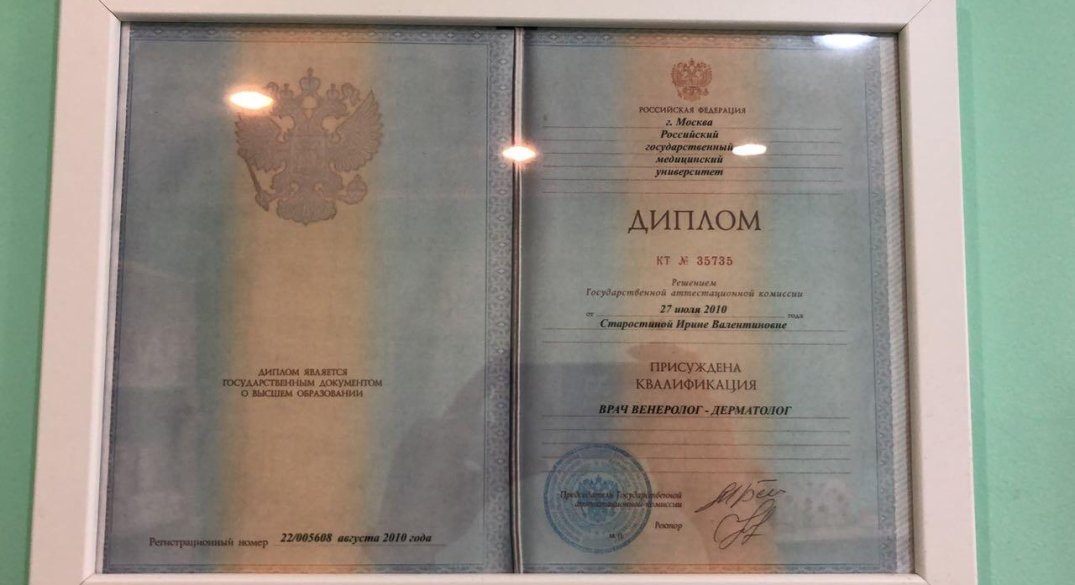 ДИПЛОМ ЯВЛЯЕТСЯ
ГОСУДАРСТВЕННЫМ ДОКУМЕНТОМ
О ВЫСШЕМ ОБРАЗОВАНИИ
Регистрационный номер 22/005608 августа 2010 года
РОССИЙСКАЯ ФЕДЕРАЦИЯ
г. Москва
Российский
государственный
медицинский
университет
ДИПЛОМ
КТ № 35735
Решением
Государственной аттестационной комиссии
от 27 июля 2010 года
Старостиной Ирине Валентиновне
ПРИСУЖДЕНА
КВАЛИФИКАЦИЯ
ВРАЧ ВЕНЕРОЛОГ - ДЕРМАТОЛОГ
Председатель Государственной
аттестационной комиссии
Ректор
М.П.